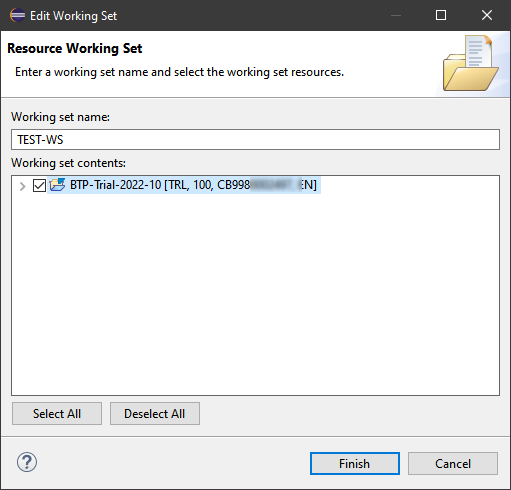 Edit Working Set
Resource Working Set
Enter a working set name and select the working set resources.
Working set name:
TEST-WS
Working set contents:
BTP-Trial-2022-10 [TRL, 100, CB998 EN]
Select All Deselect All
? Finish Cancel